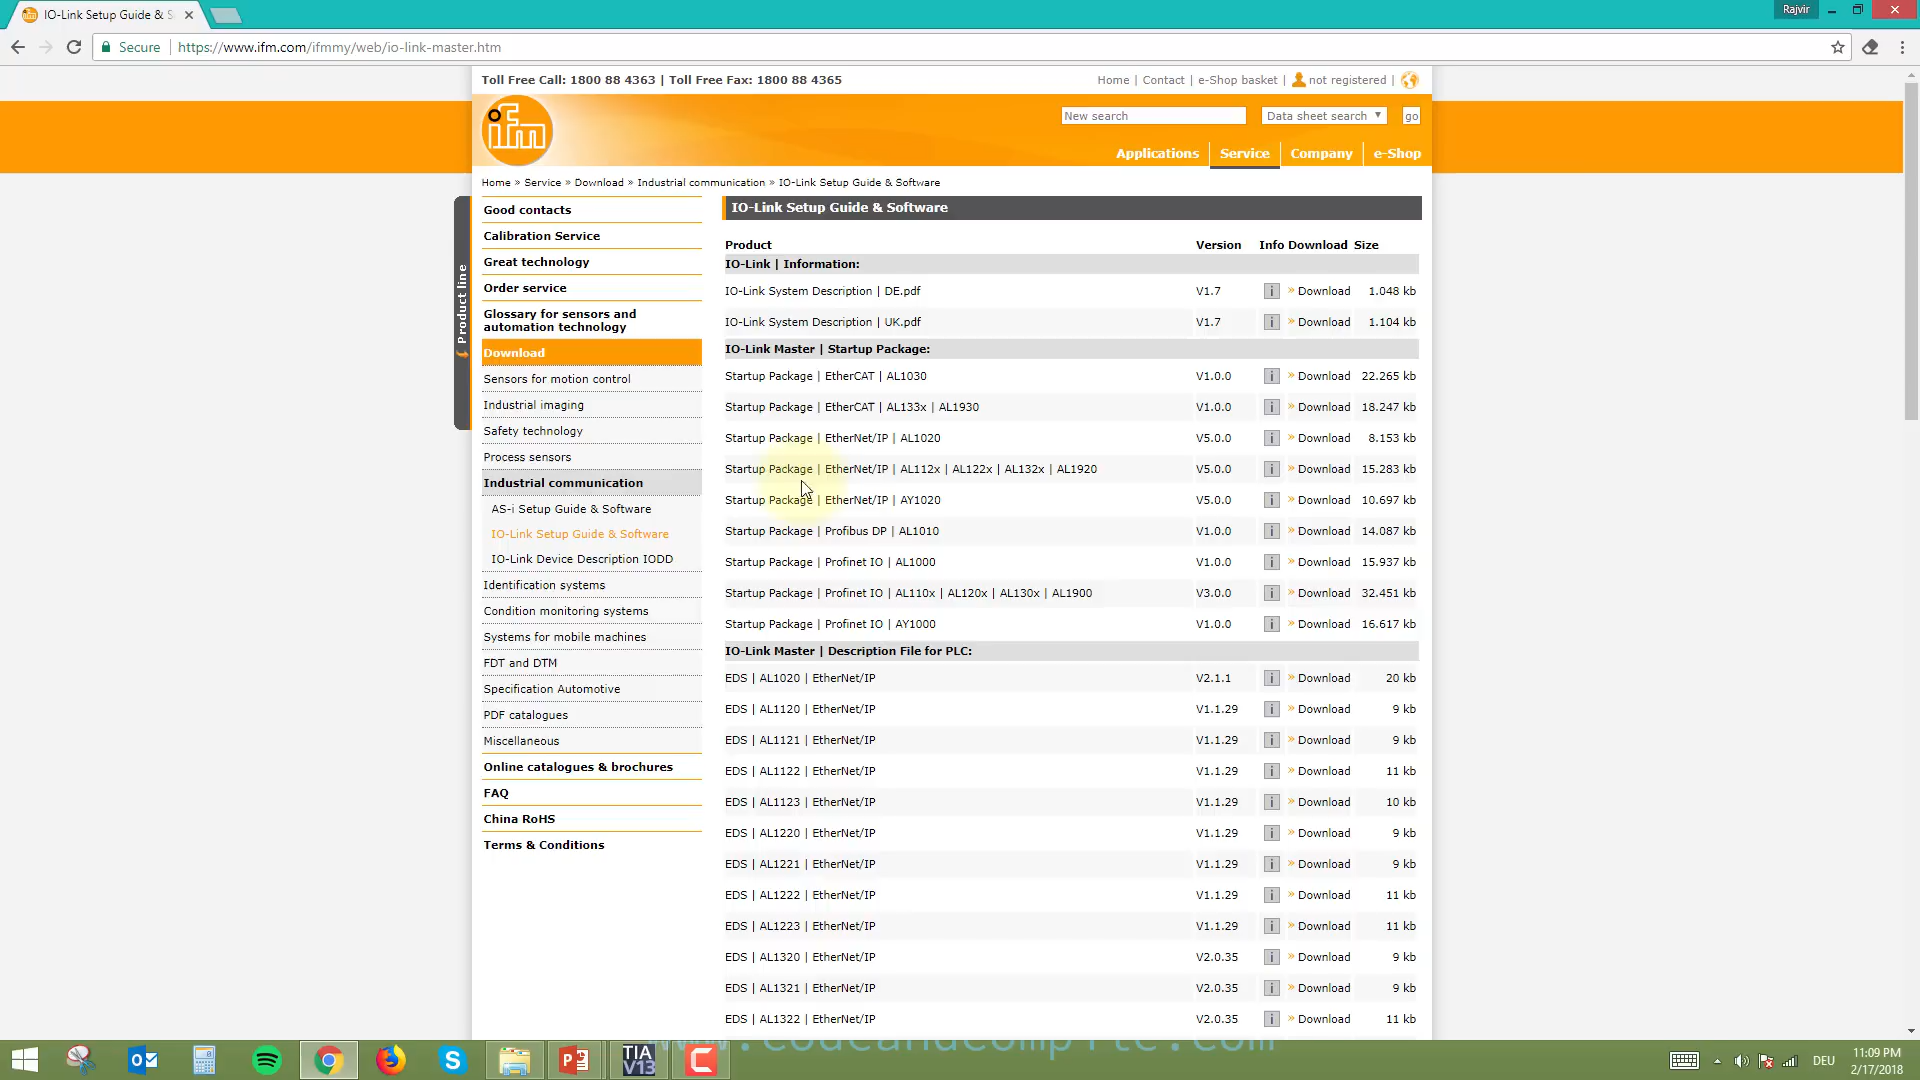 IO-Link Setup Guide & S
Rajvir
Secure | https://www.ifm.com/ifmmy/web/io-link-master.htm
Toll Free Call: 1800 88 4363 | Toll Free Fax: 1800 88 4365
Home | Contact | e-Shop basket | not registered |
ifm
New search
Data sheet search
go
Applications
Service
Company
e-Shop
Home » Service » Download » Industrial communication » IO-Link Setup Guide & Software
Product line
Good contacts
Calibration Service
Great technology
Order service
Glossary for sensors and
automation technology
Download
Sensors for motion control
Industrial imaging
Safety technology
Process sensors
Industrial communication
AS-i Setup Guide & Software
IO-Link Setup Guide & Software
IO-Link Device Description IODD
Identification systems
Condition monitoring systems
Systems for mobile machines
FDT and DTM
Specification Automotive
PDF catalogues
Miscellaneous
Online catalogues & brochures
FAQ
China RoHS
Terms & Conditions
IO-Link Setup Guide & Software
Product Version Info Download Size
IO-Link | Information:
IO-Link System Description | DE.pdf V1.7 i » Download 1.048 kb
IO-Link System Description | UK.pdf V1.7 i » Download 1.104 kb
IO-Link Master | Startup Package:
Startup Package | EtherCAT | AL1030 V1.0.0 i » Download 22.265 kb
Startup Package | EtherCAT | AL133x | AL1930 V1.0.0 i » Download 18.247 kb
Startup Package | EtherNet/IP | AL1020 V5.0.0 i » Download 8.153 kb
Startup Package | EtherNet/IP | AL112x | AL122x | AL132x | AL1920 V5.0.0 i » Download 15.283 kb
Startup Package | EtherNet/IP | AY1020 V5.0.0 i » Download 10.697 kb
Startup Package | Profibus DP | AL1010 V1.0.0 i » Download 14.087 kb
Startup Package | Profinet IO | AL1000 V1.0.0 i » Download 15.937 kb
Startup Package | Profinet IO | AL110x | AL120x | AL130x | AL1900 V3.0.0 i » Download 32.451 kb
Startup Package | Profinet IO | AY1000 V1.0.0 i » Download 16.617 kb
IO-Link Master | Description File for PLC:
EDS | AL1020 | EtherNet/IP V2.1.1 i » Download 20 kb
EDS | AL1120 | EtherNet/IP V1.1.29 i » Download 9 kb
EDS | AL1121 | EtherNet/IP V1.1.29 i » Download 9 kb
EDS | AL1122 | EtherNet/IP V1.1.29 i » Download 11 kb
EDS | AL1123 | EtherNet/IP V1.1.29 i » Download 10 kb
EDS | AL1220 | EtherNet/IP V1.1.29 i » Download 9 kb
EDS | AL1221 | EtherNet/IP V1.1.29 i » Download 9 kb
EDS | AL1222 | EtherNet/IP V1.1.29 i » Download 11 kb
EDS | AL1223 | EtherNet/IP V1.1.29 i » Download 11 kb
EDS | AL1320 | EtherNet/IP V2.0.35 i » Download 9 kb
EDS | AL1321 | EtherNet/IP V2.0.35 i » Download 9 kb
EDS | AL1322 | EtherNet/IP V2.0.35 i » Download 11 kb
TIA
V13
DEU
11:09 PM
2/17/2018